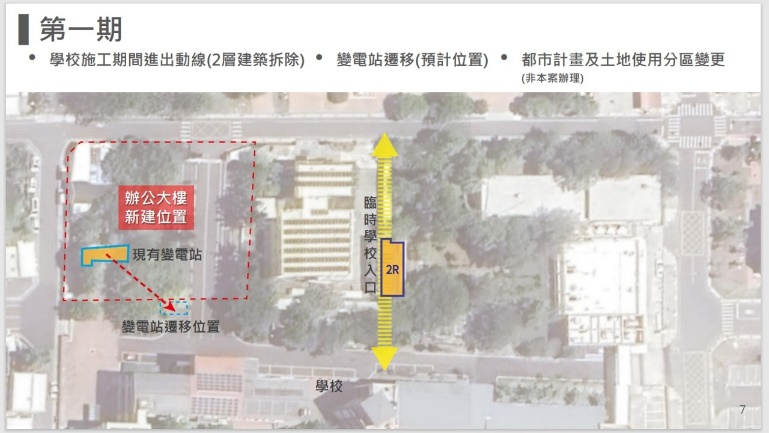 第一期
• 學校施工期間進出動線(2層建築拆除) • 變電站遷移(預計位置) • 都市計畫及土地使用分區變更
(非本案辦理)
辦公大樓
新建位置
現有變電站
變電站遷移位置
臨時學校入口
2R
學校
7